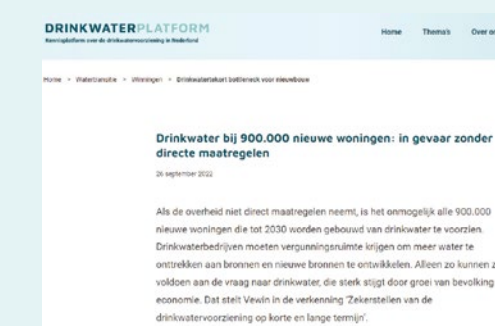 DRINKWATERPLATFORM
Kennisplatform over de drinkwatervoorziening in Nederland
Home Thema's Over on
Home • Watertransitie • Woningen • Drinkwatertekort bottleneck voor nieuwbouw
Drinkwater bij 900.000 nieuwe woningen: in gevaar zonder
directe maatregelen
26 september 2022
Als de overheid niet direct maatregelen neemt, is het onmogelijk alle 900.000
nieuwe woningen die tot 2030 worden gebouwd van drinkwater te voorzien.
Drinkwaterbedrijven moeten vergunningsruimte krijgen om meer water te
onttrekken aan bronnen en nieuwe bronnen te ontwikkelen. Alleen zo kunnen z
voldoen aan de vraag naar drinkwater, die sterk stijgt door groei van bevolking
economie. Dat stelt Vewin in de verkenning 'Zekerstellen van de
drinkwatervoorziening op korte en lange termijn'.